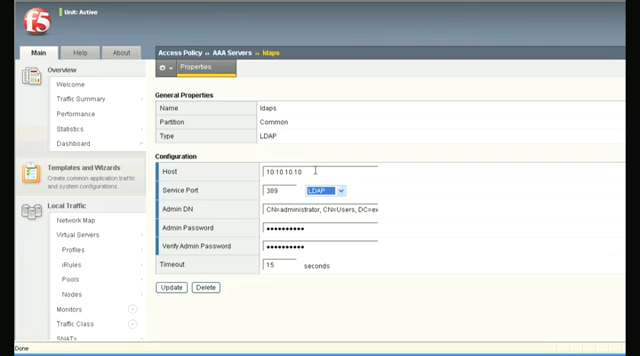 f5
Unit: Active
Main
Help
About
Access Policy » AAA Servers » ldaps
Properties
Overview
Welcome
Traffic Summary
Performance
Statistics
Dashboard
Templates and Wizards
Create common application traffic
and system configurations.
Local Traffic
Network Map
Virtual Servers
Profiles
iRules
Pools
Nodes
Monitors
Traffic Class
SNATs
General Properties
Name ldaps
Partition Common
Type LDAP
Configuration
Host 10.10.10.10
Service Port 389 LDAP
Admin DN CN=administrator, CN=Users, DC=ex
Admin Password ••••••••••
Verify Admin Password ••••••••••
Timeout 15 seconds
Update Delete
Done